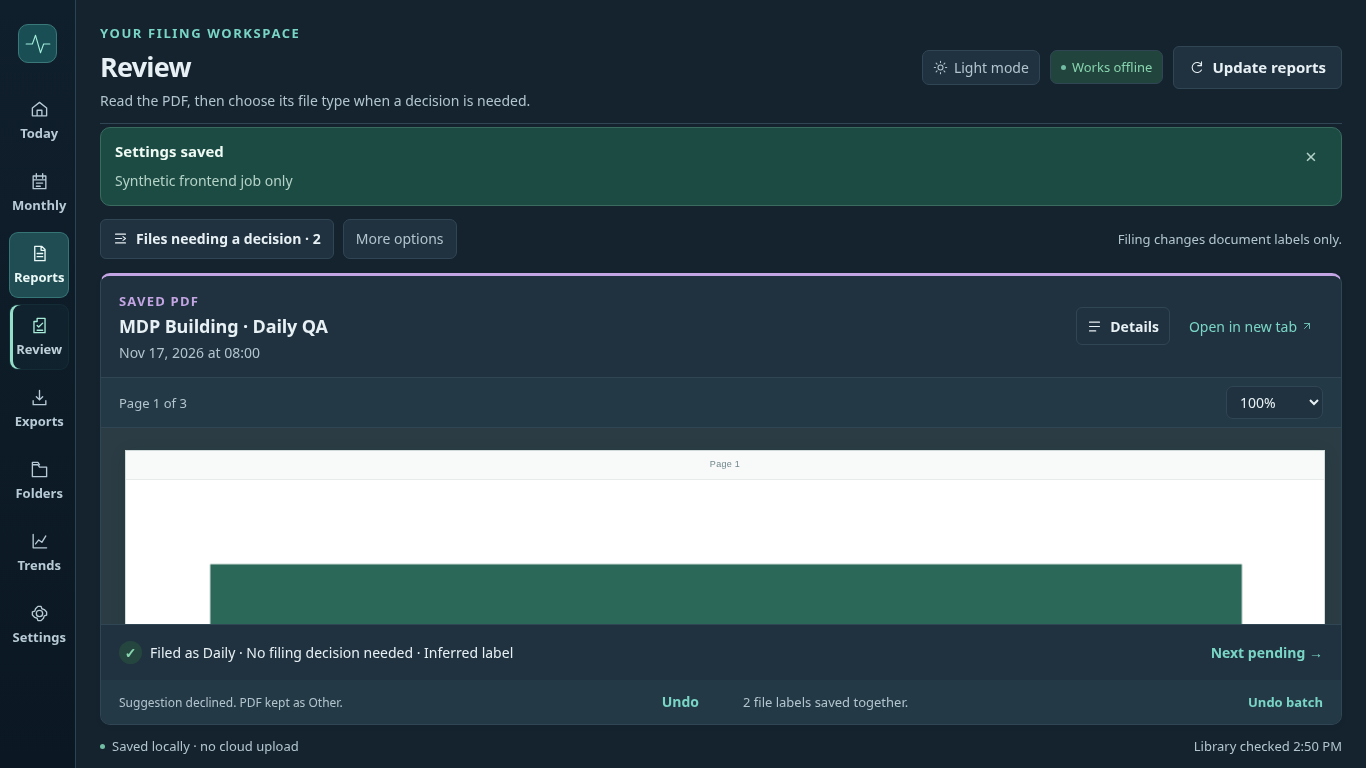 YOUR FILING WORKSPACE
Review
Read the PDF, then choose its file type when a decision is needed.
Light mode
Works offline
Update reports
Today
Monthly
Reports
Review
Exports
Folders
Trends
Settings
Settings saved
Synthetic frontend job only
✕
Files needing a decision · 2
More options
Filing changes document labels only.
SAVED PDF
MDP Building · Daily QA
Nov 17, 2026 at 08:00
Details
Open in new tab ↗
Page 1 of 3
100%
Page 1
✓ Filed as Daily · No filing decision needed · Inferred label
Next pending →
Suggestion declined. PDF kept as Other.
Undo
2 file labels saved together.
Undo batch
Saved locally · no cloud upload
Library checked 2:50 PM